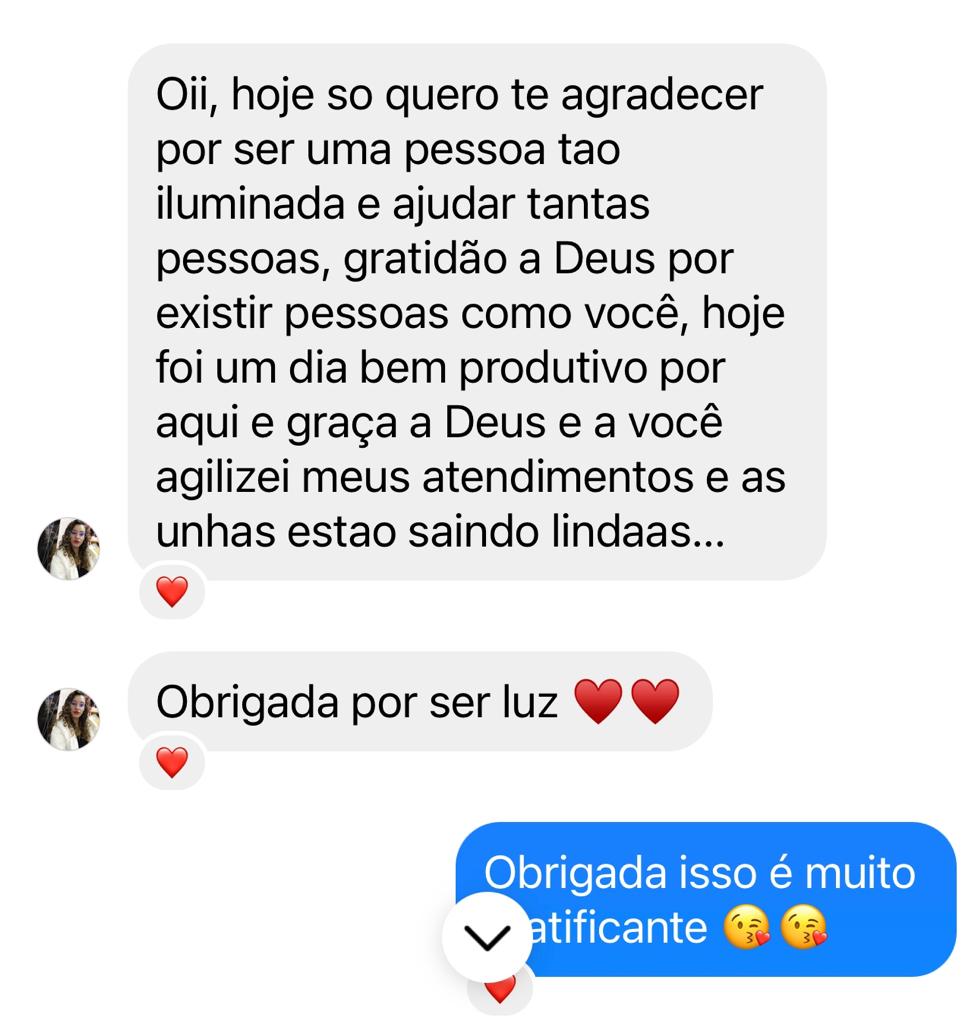 Oii, hoje so quero te agradecer
por ser uma pessoa tao
iluminada e ajudar tantas
pessoas, gratidão a Deus por
existir pessoas como você, hoje
foi um dia bem produtivo por
aqui e graça a Deus e a você
agilizei meus atendimentos e as
unhas estao saindo lindaas...
Obrigada por ser luz ♥️♥️
Obrigada isso é muito
atificante 😘😘